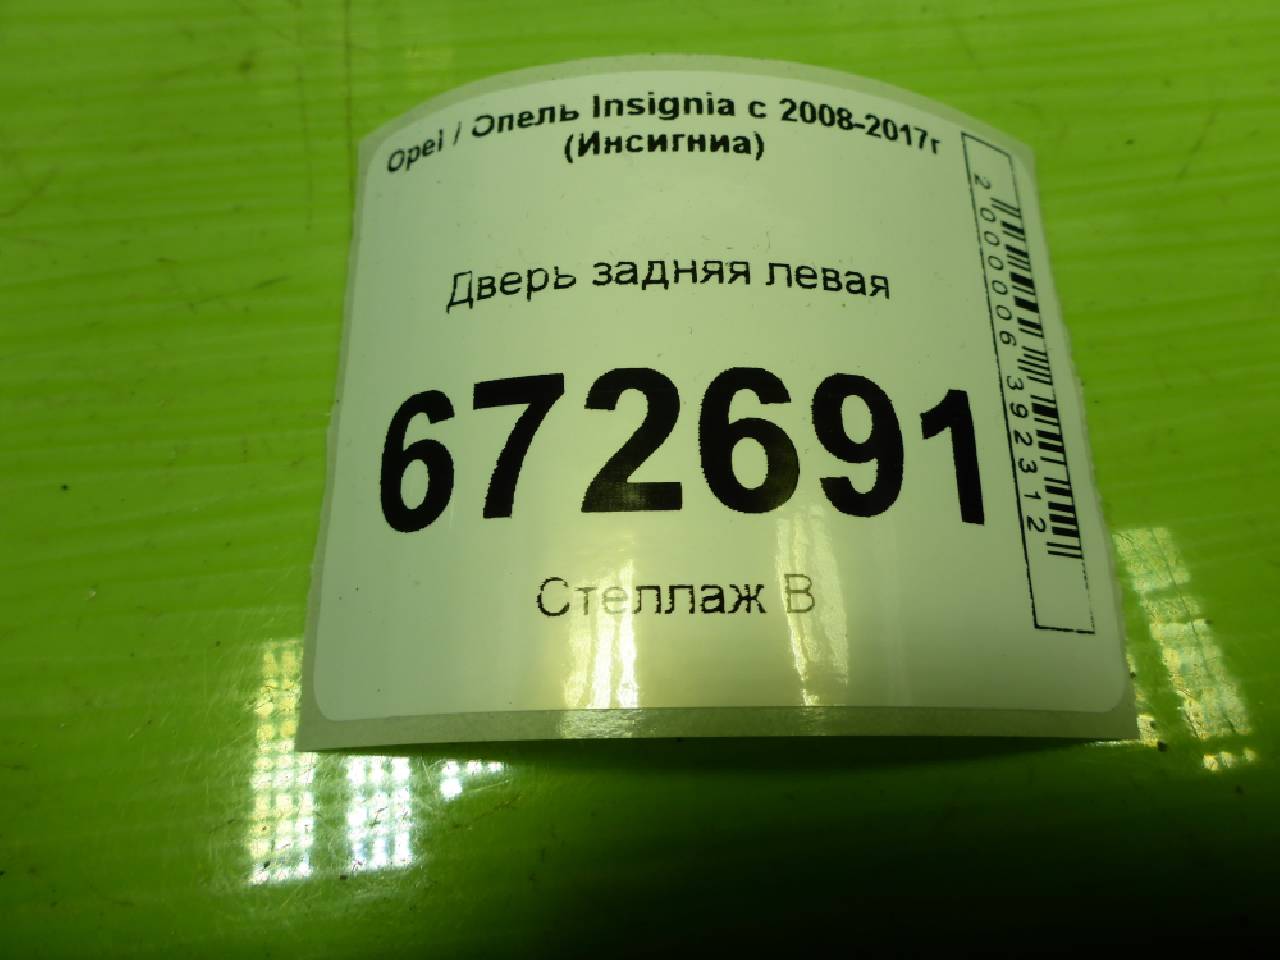 Opel / Опель Insignia с 2008-2017г
(Инсигниа)
Дверь задняя левая
672691
Стеллаж В
2000006392312